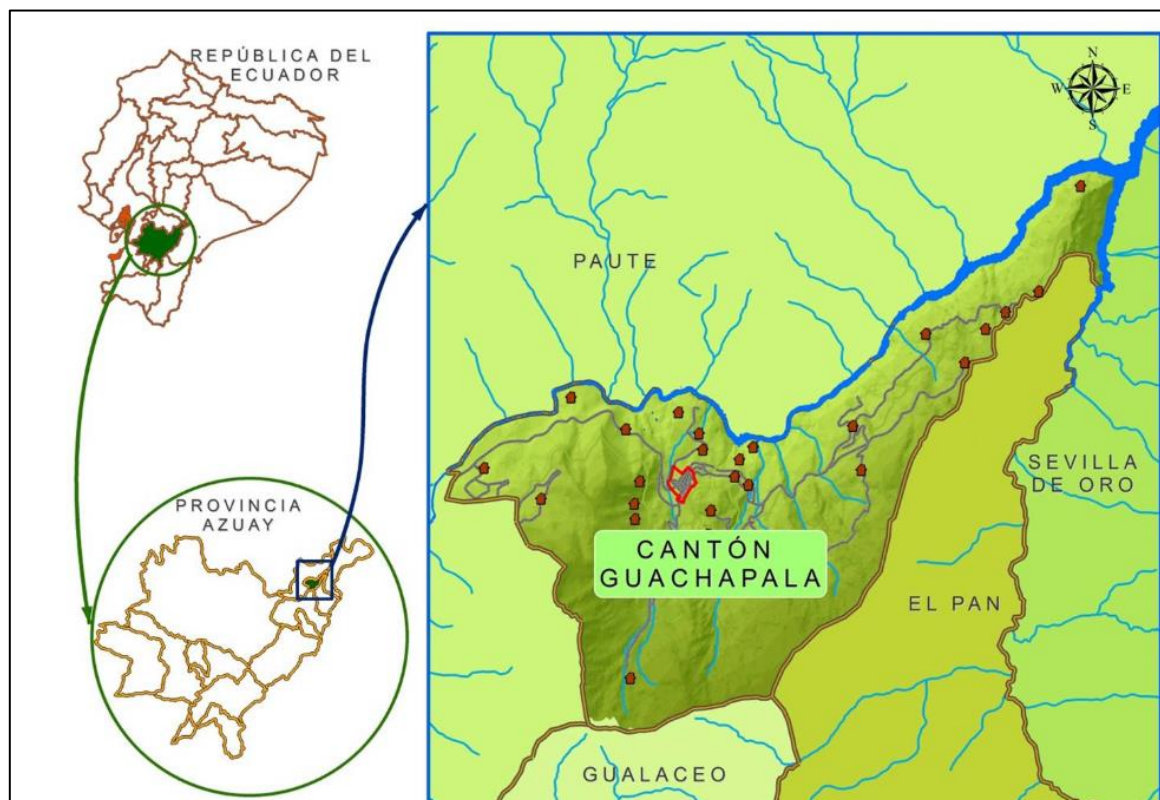 REPÚBLICA DEL
ECUADOR
PROVINCIA
AZUAY
N
W
E
S
PAUTE
SEVILLA
DE ORO
CANTÓN
GUACHAPALA
EL PAN
GUALACEO